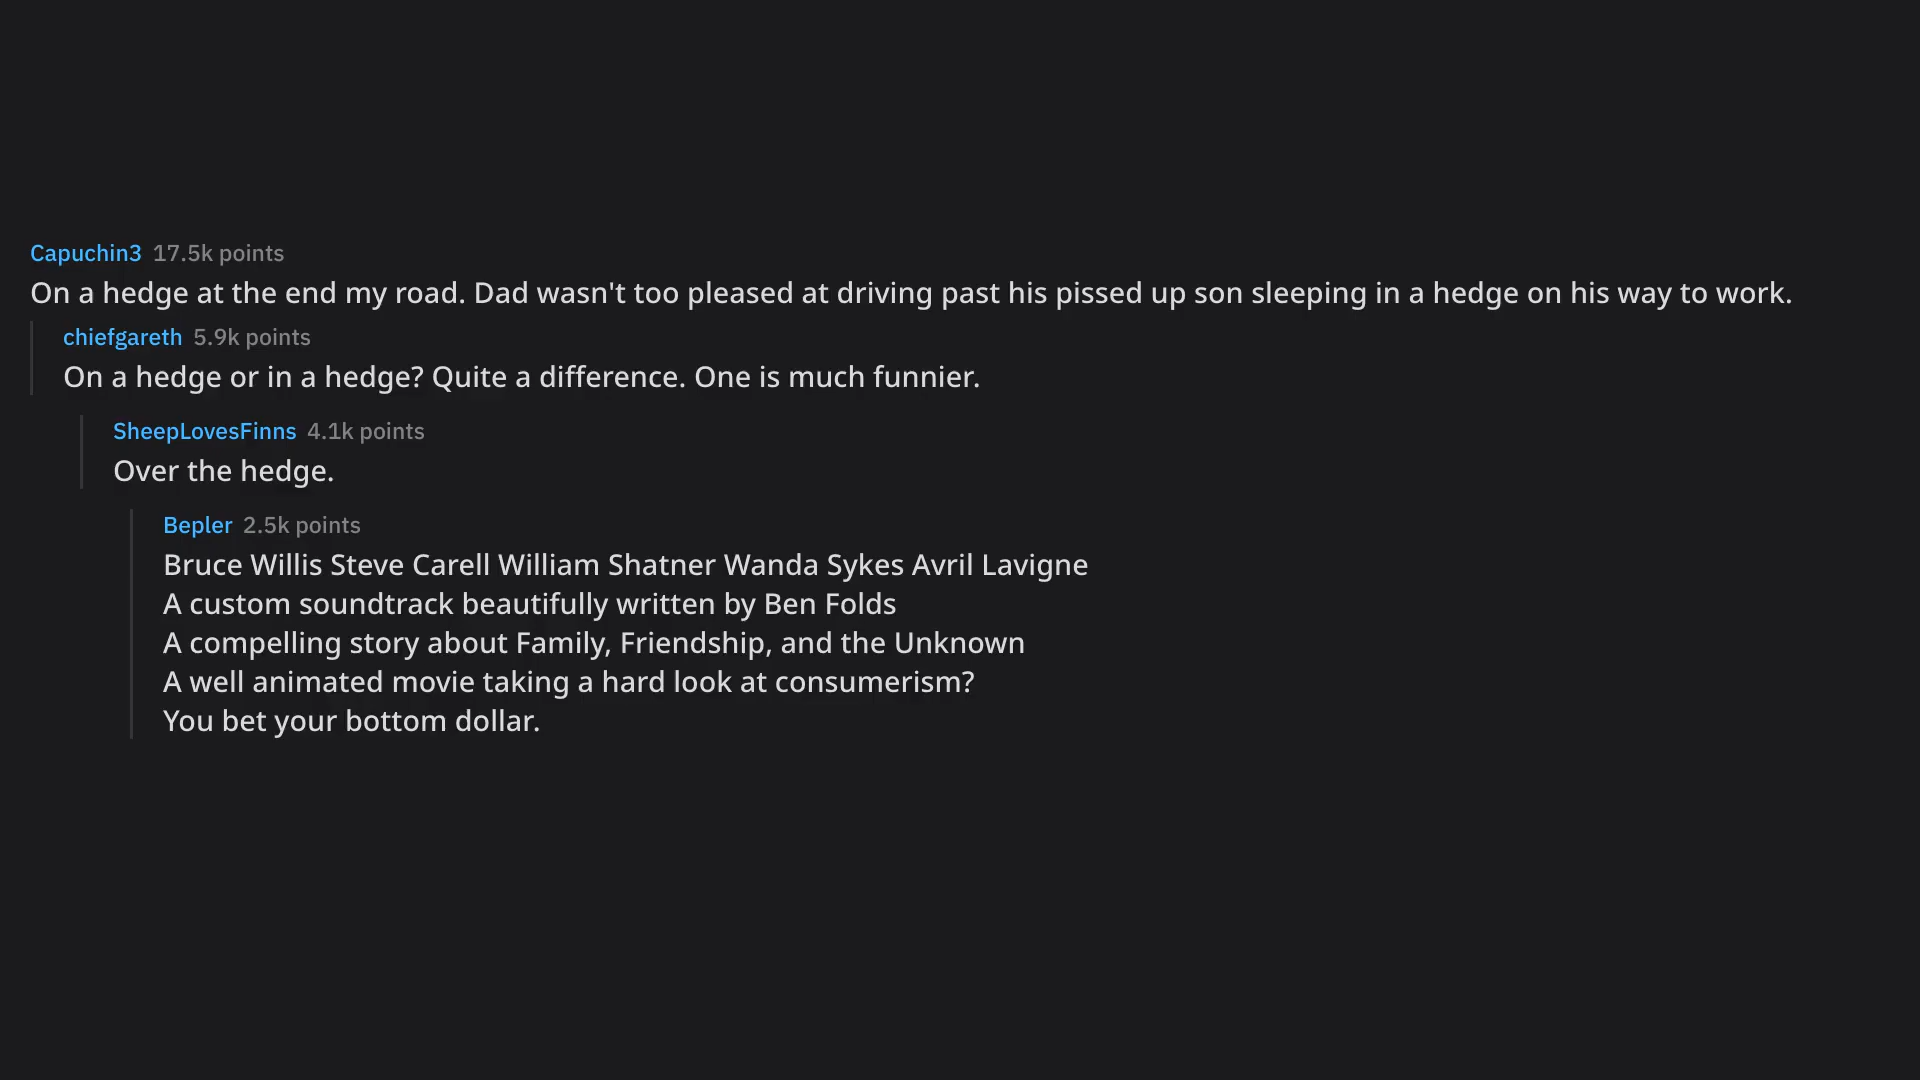 Capuchin3 17.5k points
On a hedge at the end my road. Dad wasn't too pleased at driving past his pissed up son sleeping in a hedge on his way to work.
chiefgareth 5.9k points
On a hedge or in a hedge? Quite a difference. One is much funnier.
SheepLovesFinns 4.1k points
Over the hedge.
Bepler 2.5k points
Bruce Willis Steve Carell William Shatner Wanda Sykes Avril Lavigne
A custom soundtrack beautifully written by Ben Folds
A compelling story about Family, Friendship, and the Unknown
A well animated movie taking a hard look at consumerism?
You bet your bottom dollar.